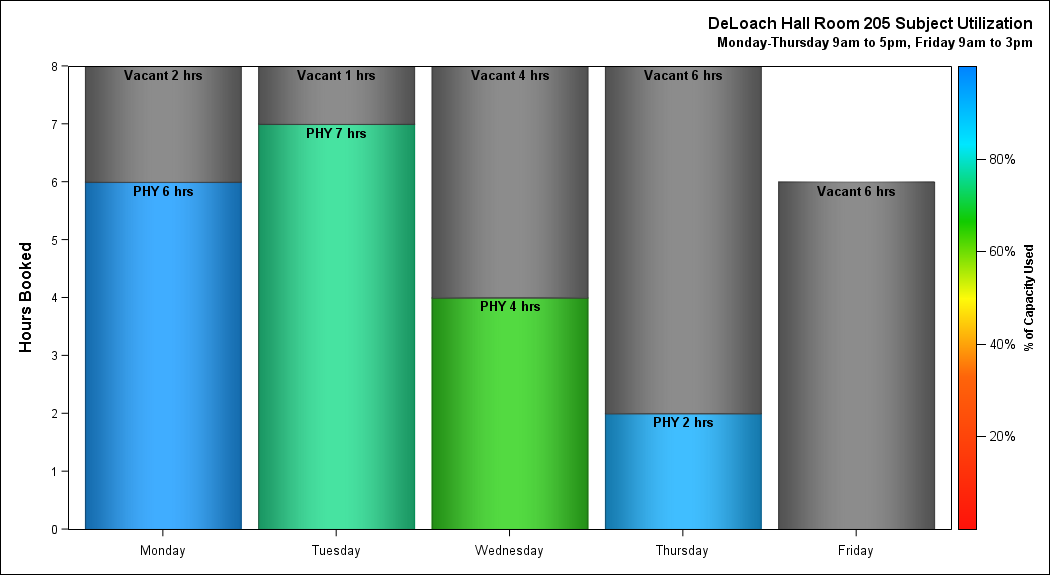 DeLoach Hall Room 205 Subject Utilization
Monday-Thursday 9am to 5pm, Friday 9am to 3pm
Hours Booked
8
7
6
5
4
3
2
1
0
Vacant 2 hrs
PHY 6 hrs
Vacant 1 hrs
PHY 7 hrs
Vacant 4 hrs
PHY 4 hrs
Vacant 6 hrs
PHY 2 hrs
Vacant 6 hrs
Monday
Tuesday
Wednesday
Thursday
Friday
80%
60%
40%
20%
% of Capacity Used